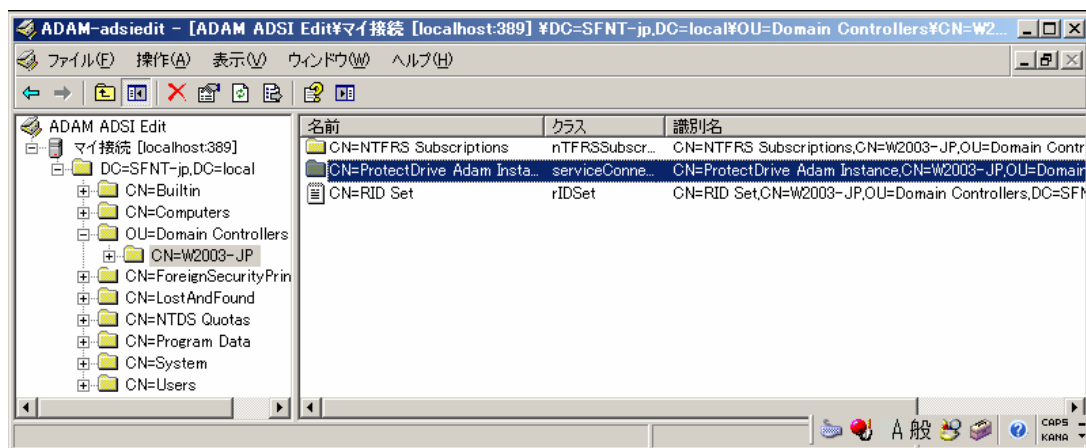 ADAM-adsiedit - [ADAM ADSI Edit¥マイ接続 [localhost:389] ¥DC=SFNT-jp,DC=local¥OU=Domain Controllers¥CN=W2...
ファイル(F) 操作(A) 表示(V) ウィンドウ(W) ヘルプ(H)
ADAM ADSI Edit
マイ接続 [localhost:389]
DC=SFNT-jp,DC=local
CN=Builtin
CN=Computers
OU=Domain Controllers
CN=W2003-JP
CN=ForeignSecurityPrin
CN=LostAndFound
CN=NTDS Quotas
CN=Program Data
CN=System
CN=Users
名前 クラス 識別名
CN=NTFRS Subscriptions nTFRSSubscr... CN=NTFRS Subscriptions,CN=W2003-JP,OU=Domain Contr
CN=ProtectDrive Adam Insta... serviceConne... CN=ProtectDrive Adam Instance,CN=W2003-JP,OU=Domain
CN=RID Set rIDSet CN=RID Set,CN=W2003-JP,OU=Domain Controllers,DC=SFN
A 般 CAPS
KANA